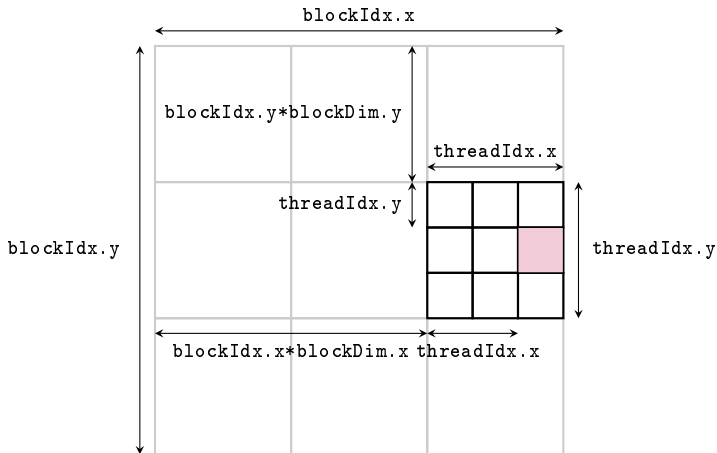 blockIdx.x
blockIdx.y*blockDim.y
threadIdx.x
threadIdx.y
blockIdx.y
threadIdx.y
blockIdx.x*blockDim.x
threadIdx.x